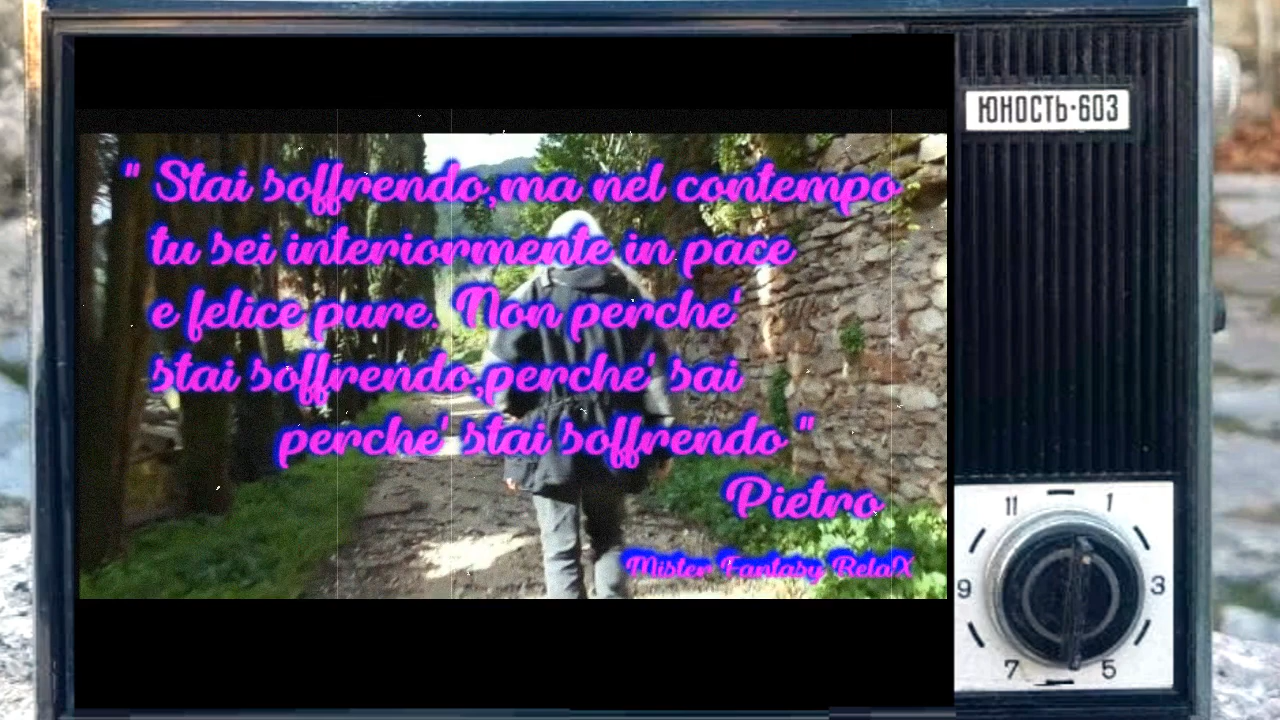 " Stai soffrendo,ma nel contempo
tu sei interiormente in pace
e felice pure. Non perche'
stai soffrendo,perche' sai
perche' stai soffrendo "
Pietro
Mister Fantasy RelaX
ЮНОСТЬ·603
11
1
9
3
7
5